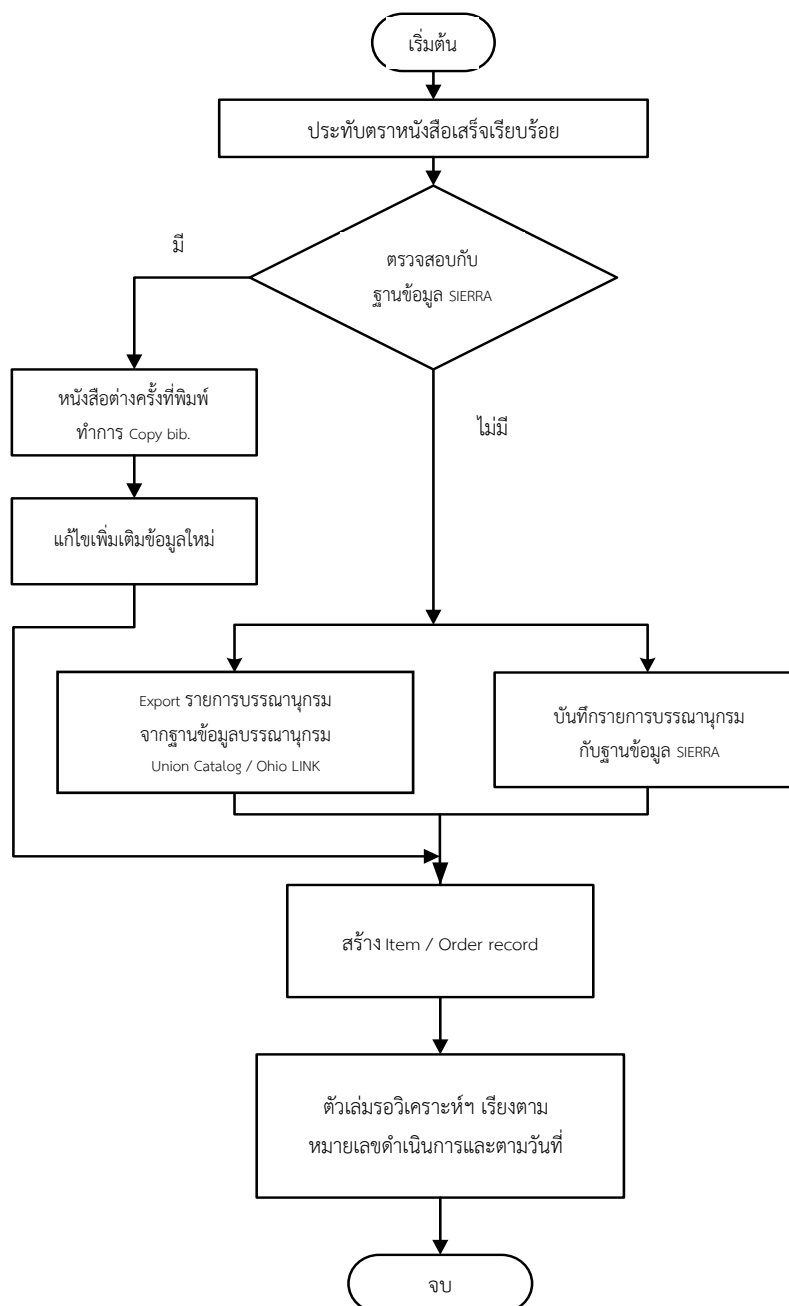 เริ่มต้น
ประทับตราหนังสือเสร็จเรียบร้อย
มี
ตรวจสอบกับ
ฐานข้อมูล SIERRA
หนังสือต่างครั้งที่พิมพ์
ทำการ Copy bib.
ไม่มี
แก้ไขเพิ่มเติมข้อมูลใหม่
Export รายการบรรณานุกรม
จากฐานข้อมูลบรรณานุกรม
Union Catalog / Ohio LINK
บันทึกรายการบรรณานุกรม
กับฐานข้อมูล SIERRA
สร้าง Item / Order record
ตัวเล่มรอวิเคราะห์ฯ เรียงตาม
หมายเลขดำเนินการและตามวันที่
จบ